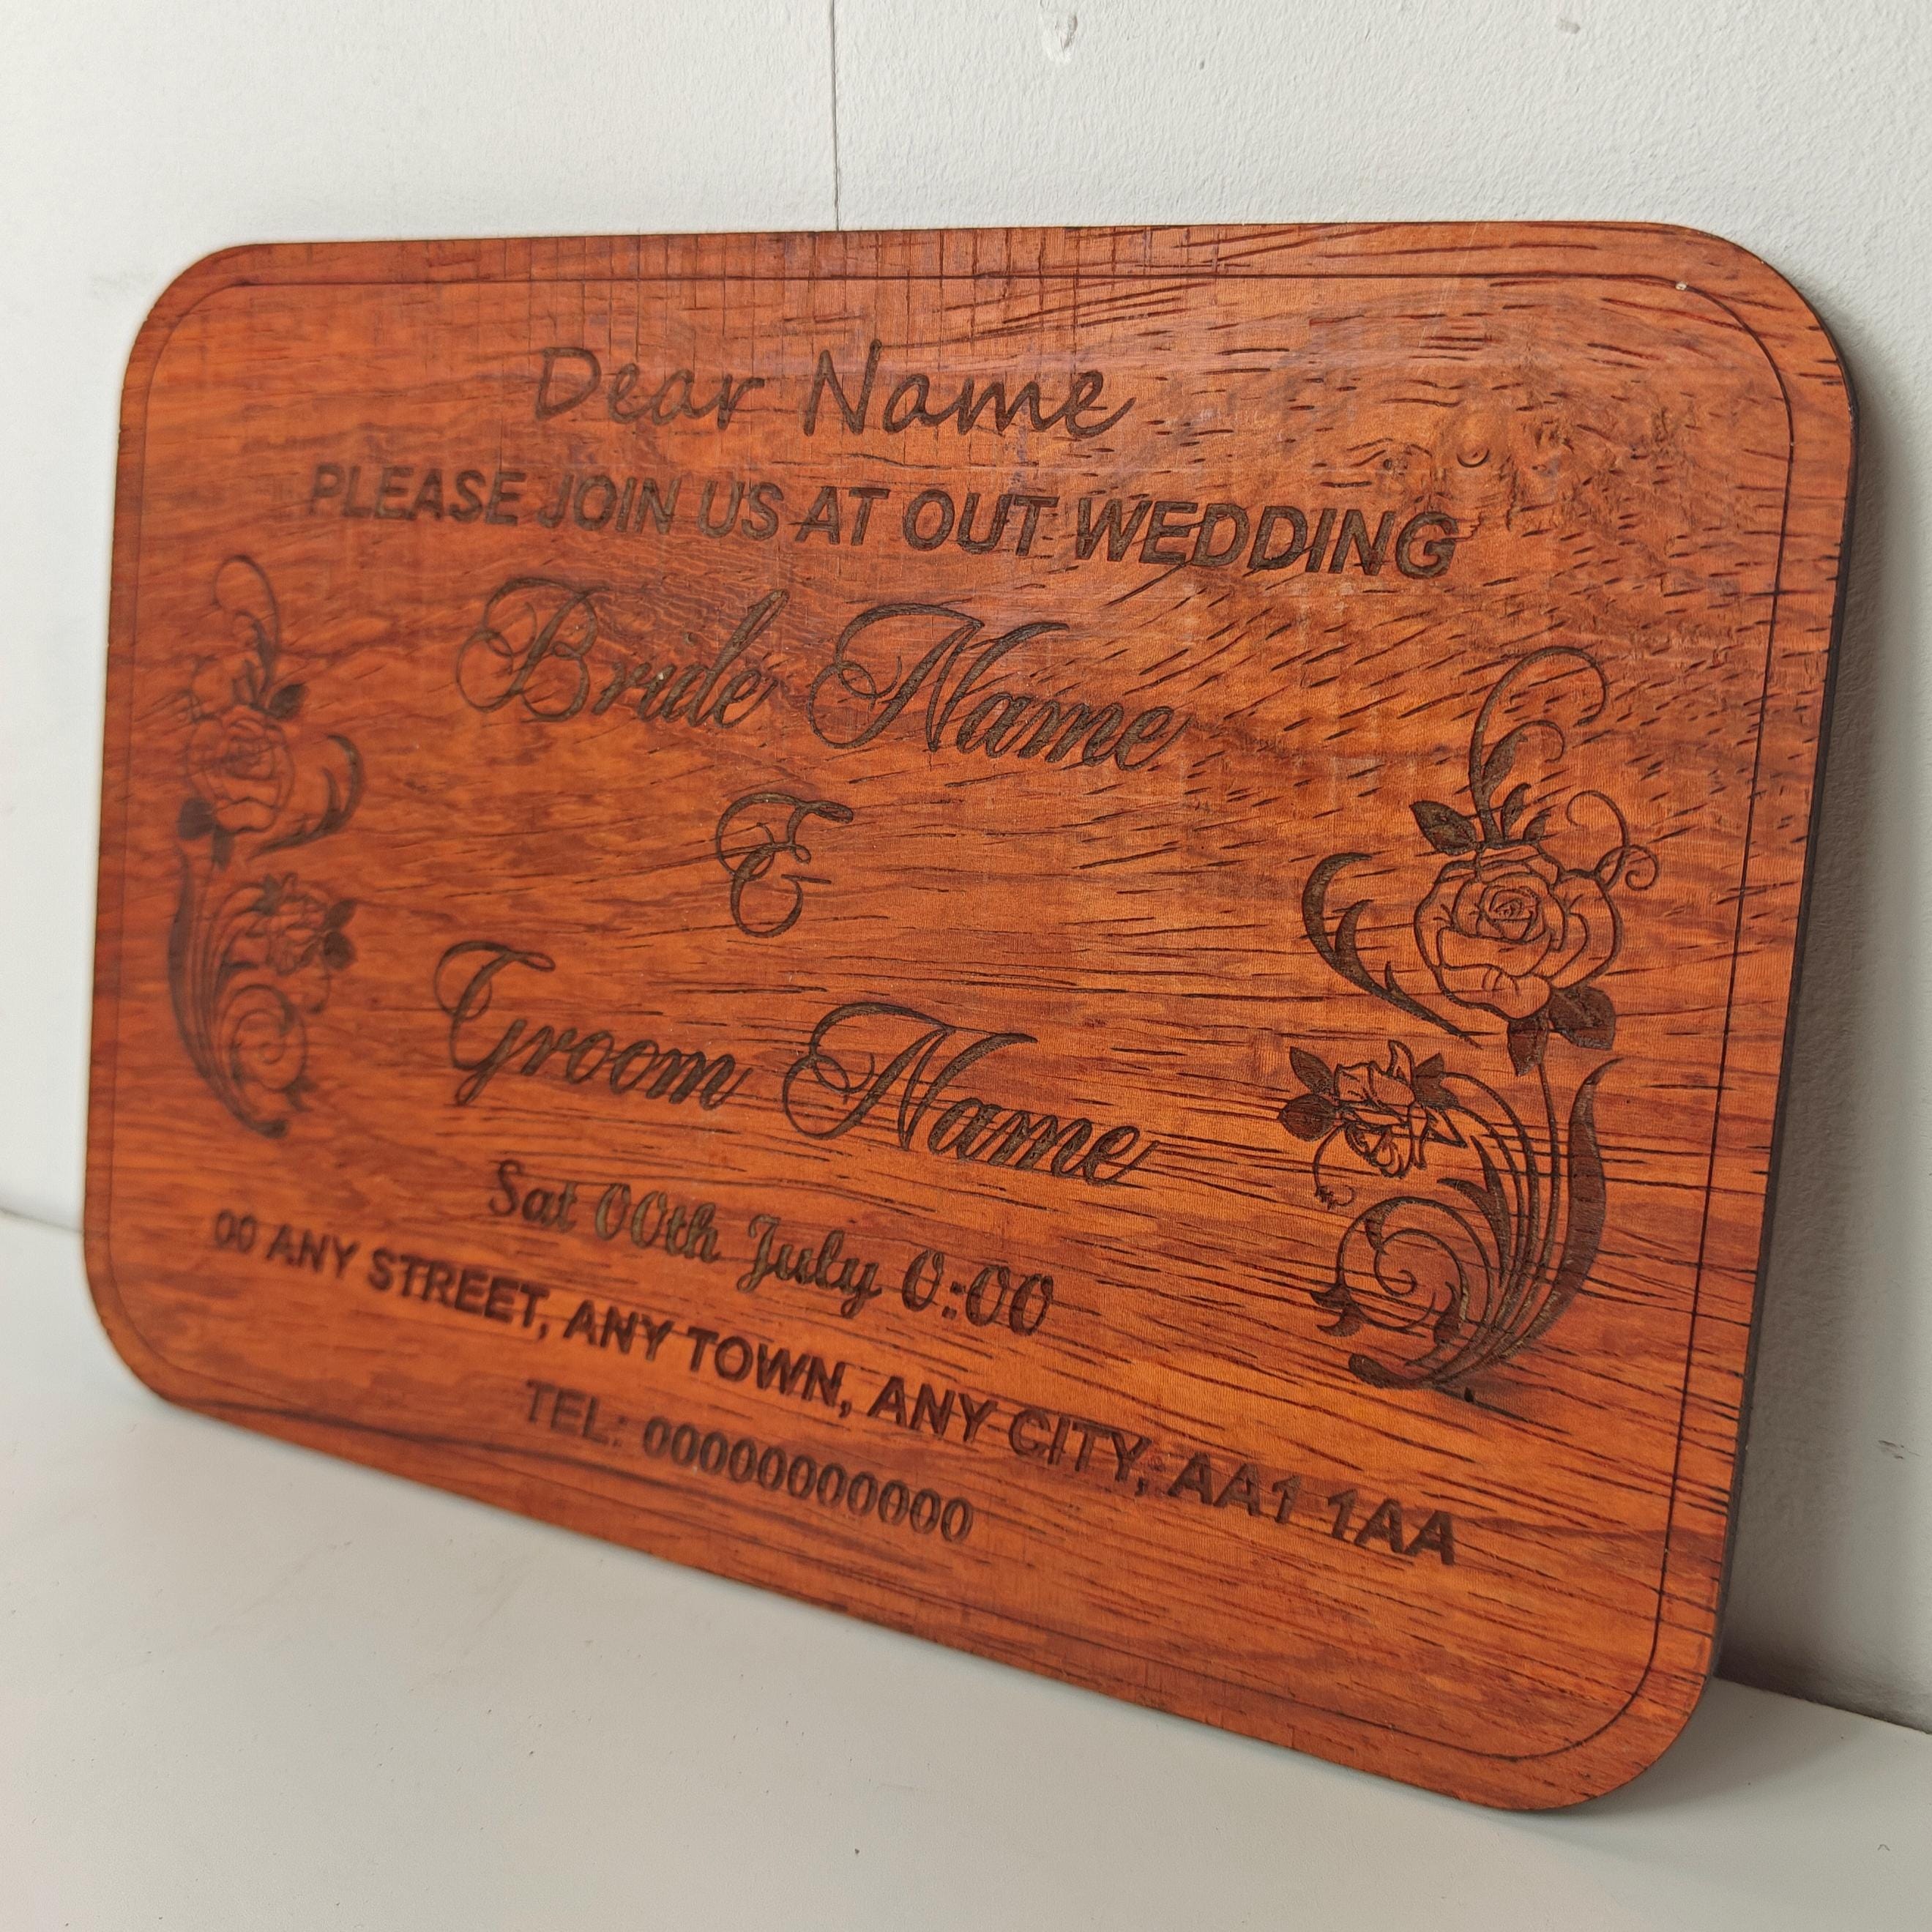 Dear Name
PLEASE JOIN US AT OUT WEDDING
Bride Name
&
Groom Name
Sat 00th July 0:00
00 ANY STREET, ANY TOWN, ANY CITY, AA1 1AA
TEL: 00000000000